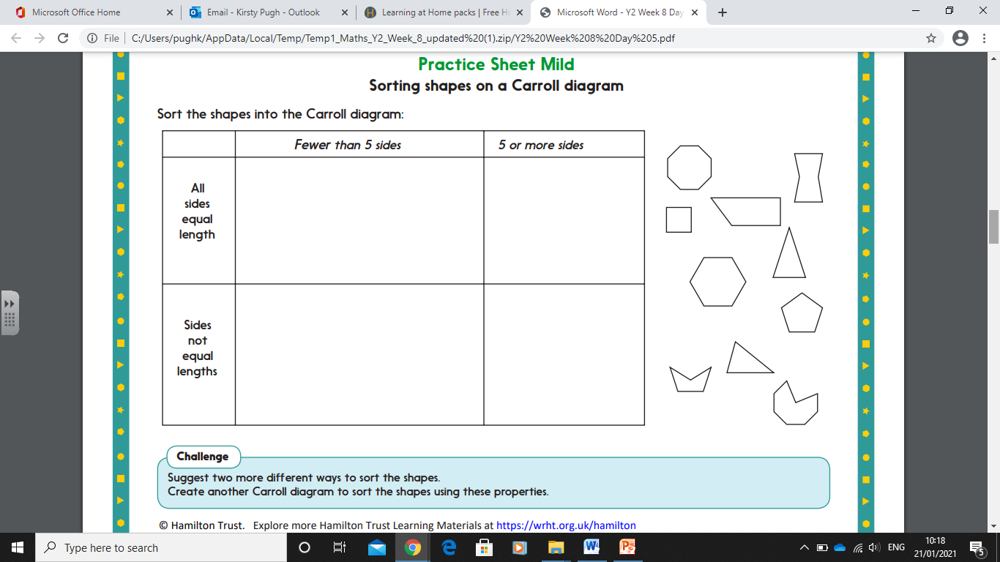 Microsoft Office Home
Email - Kirsty Pugh - Outlook
Learning at Home packs | Free H
Microsoft Word - Y2 Week 8 Day
File
C:/Users/pughk/AppData/Local/Temp/Temp1_Maths_Y2_Week_8_updated%20(1).zip/Y2%20Week%208%20Day%205.pdf
Practice Sheet Mild
Sorting shapes on a Carroll diagram
Sort the shapes into the Carroll diagram:
Fewer than 5 sides
5 or more sides
All
sides
equal
length
Sides
not
equal
lengths
Challenge
Suggest two more different ways to sort the shapes.
Create another Carroll diagram to sort the shapes using these properties.
© Hamilton Trust. Explore more Hamilton Trust Learning Materials at https://wrht.org.uk/hamilton
Type here to search
ENG
10:18
21/01/2021
5